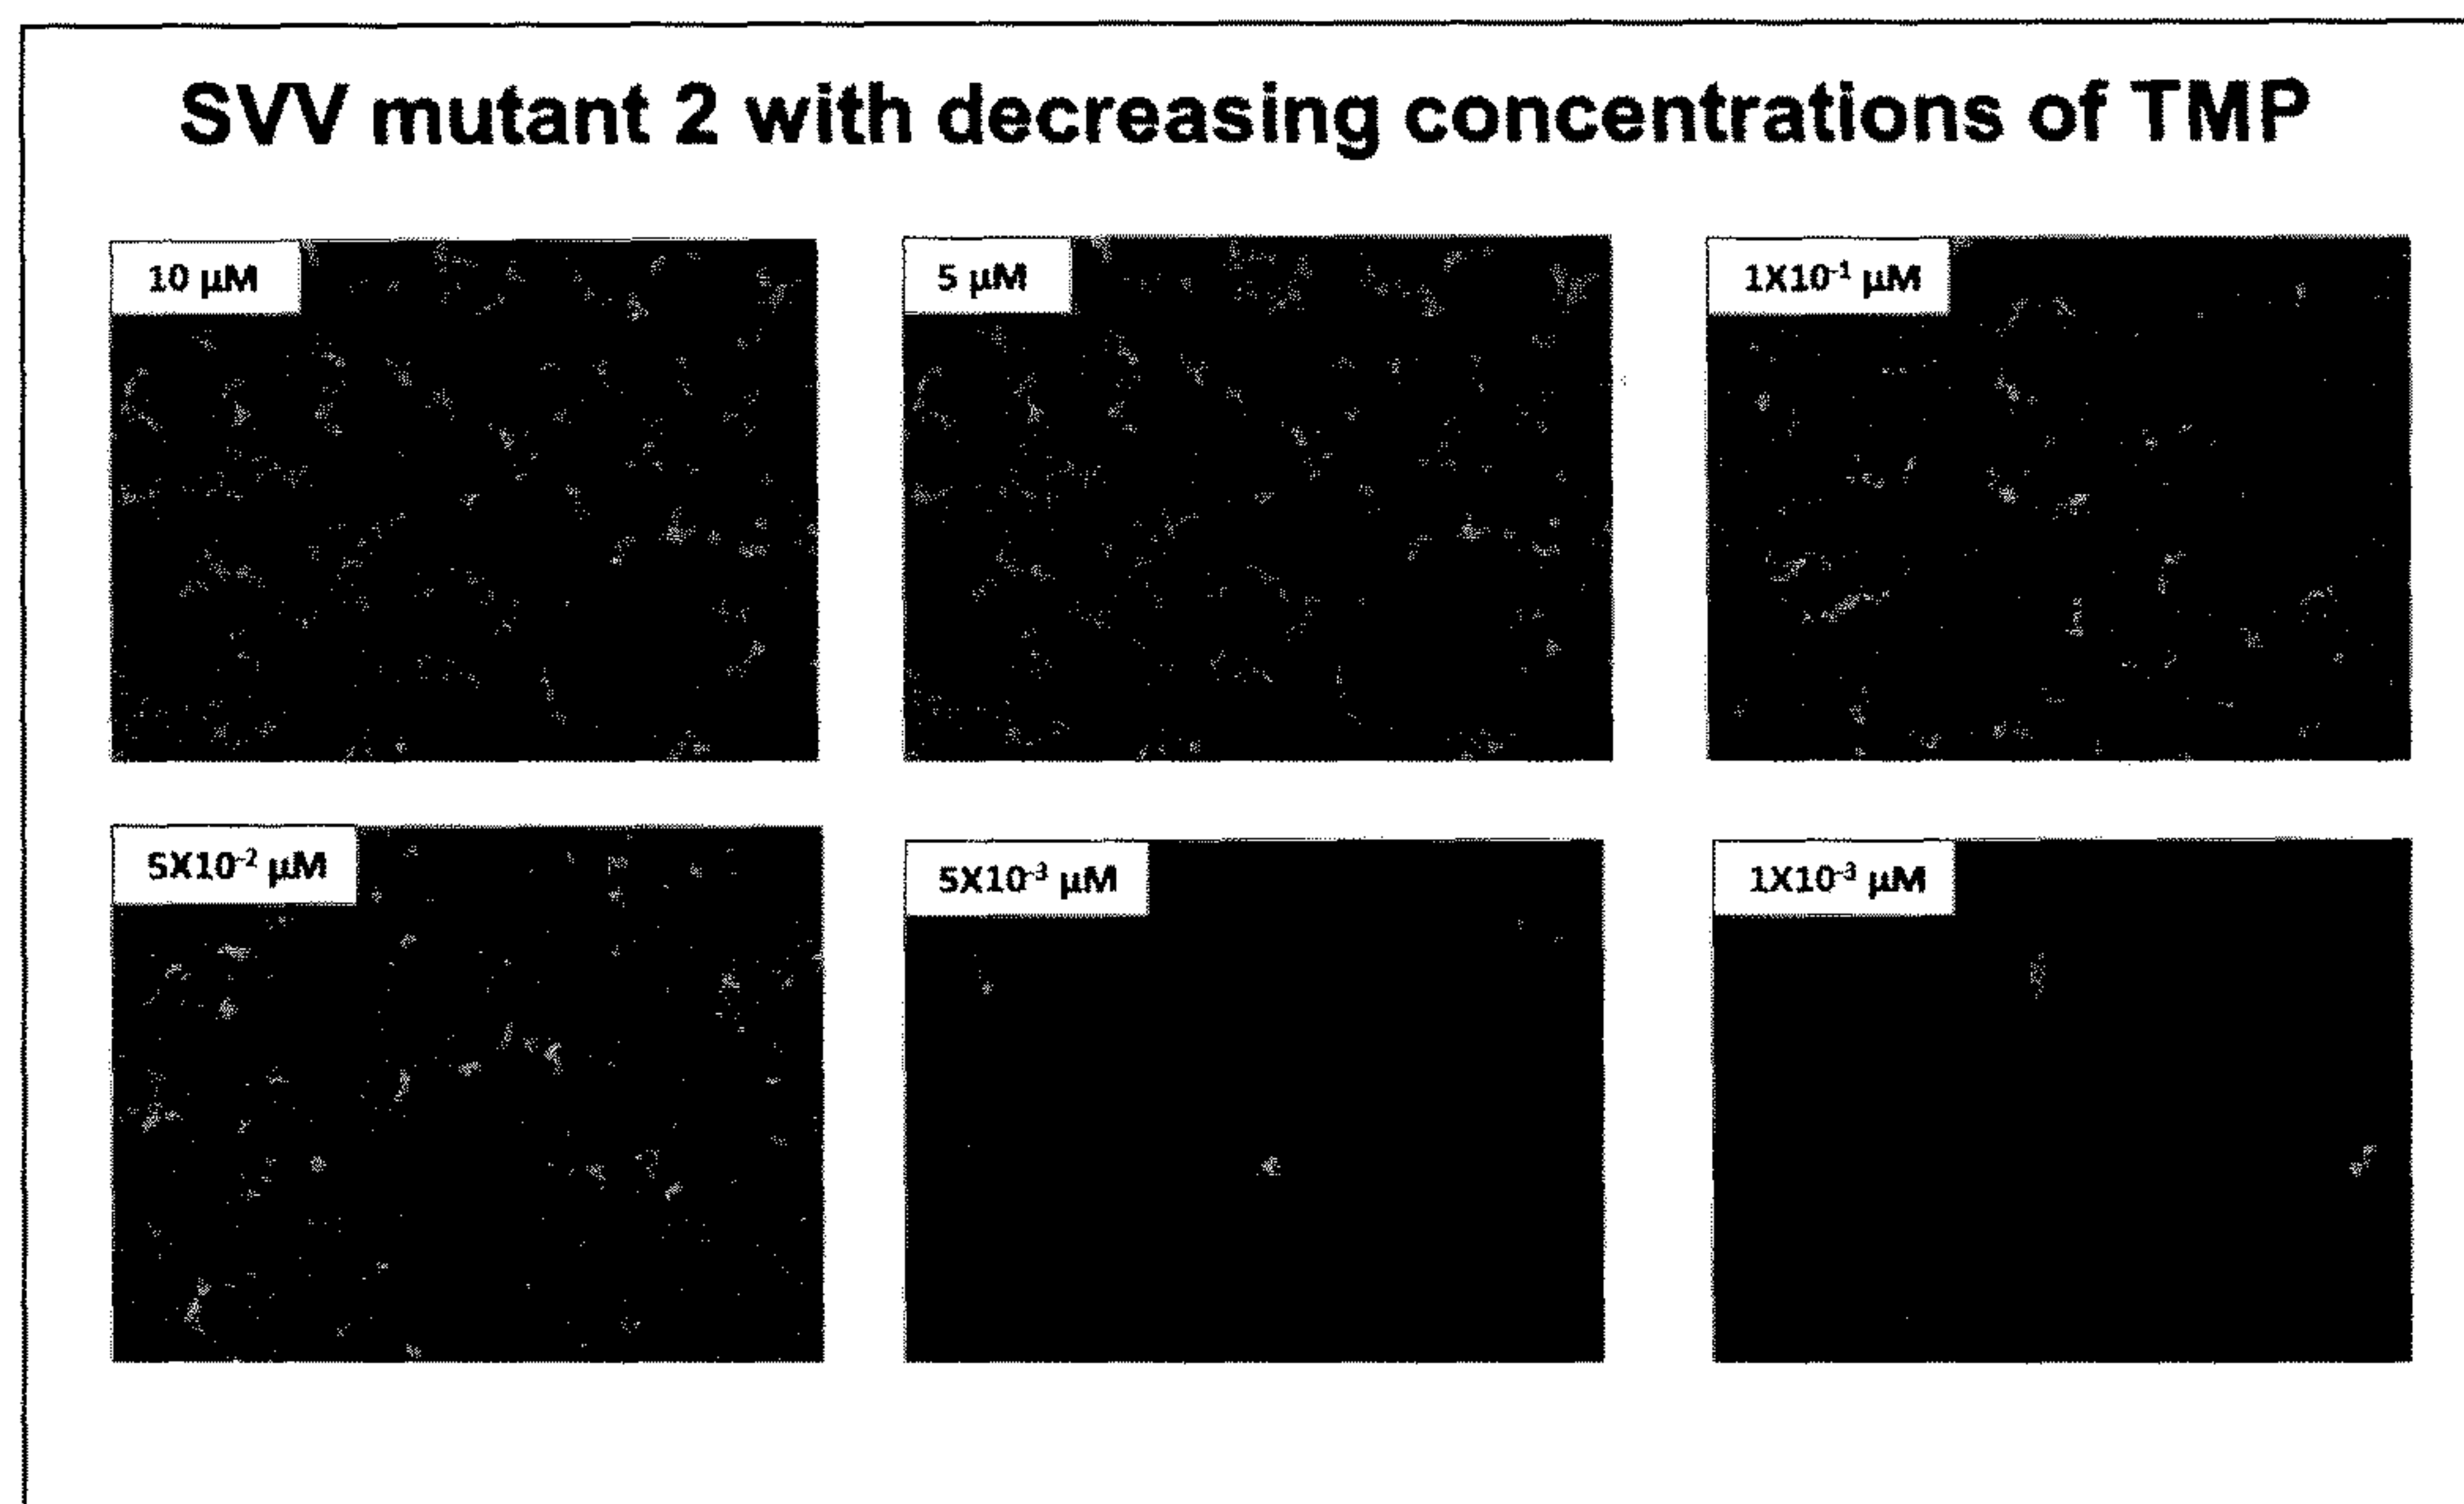 SVV mutant 2 with decreasing concentrations of TMP
10 µM
5 µM
1X10⁻¹ µM
5X10⁻² µM
5X10⁻³ µM
1X10⁻³ µM